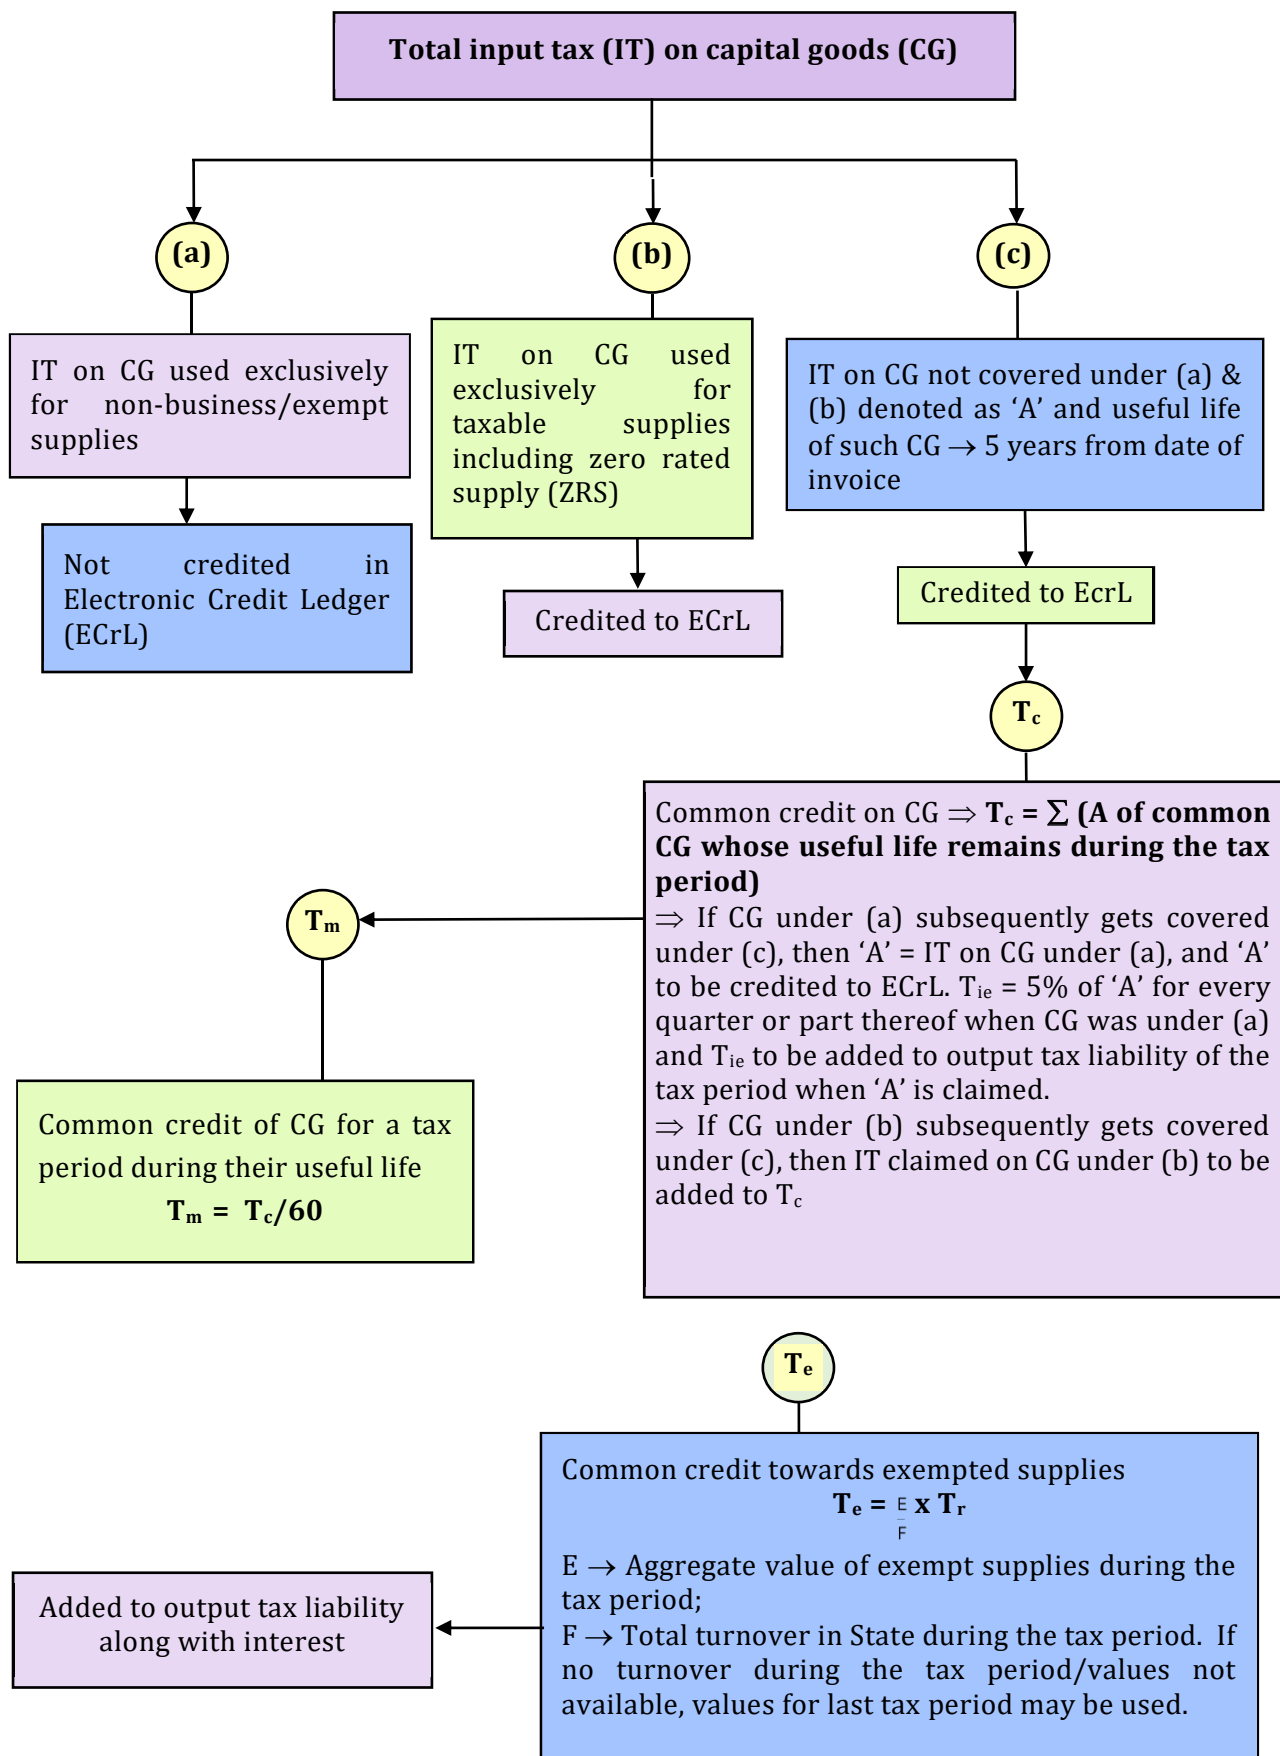 Total input tax (IT) on capital goods (CG)
(a)
(b)
(c)
IT on CG used exclusively
for non-business/exempt
supplies
IT on CG used
exclusively for
taxable supplies
including zero rated
supply (ZRS)
IT on CG not covered under (a) &
(b) denoted as ‘A’ and useful life
of such CG → 5 years from date of
invoice
Not credited in
Electronic Credit Ledger
(ECrL)
Credited to ECrL
Credited to EcrL
Tc
Common credit on CG ⇒ Tc = ∑ (A of common
CG whose useful life remains during the tax
period)
⇒ If CG under (a) subsequently gets covered
under (c), then ‘A’ = IT on CG under (a), and ‘A’
to be credited to ECrL. Tie = 5% of ‘A’ for every
quarter or part thereof when CG was under (a)
and Tie to be added to output tax liability of the
tax period when ‘A’ is claimed.
⇒ If CG under (b) subsequently gets covered
under (c), then IT claimed on CG under (b) to be
added to Tc
Tm
Common credit of CG for a tax
period during their useful life
Tm = Tc/60
Te
Common credit towards exempted supplies
Te = E/F x Tr
E → Aggregate value of exempt supplies during the
tax period;
F → Total turnover in State during the tax period. If
no turnover during the tax period/values not
available, values for last tax period may be used.
Added to output tax liability
along with interest